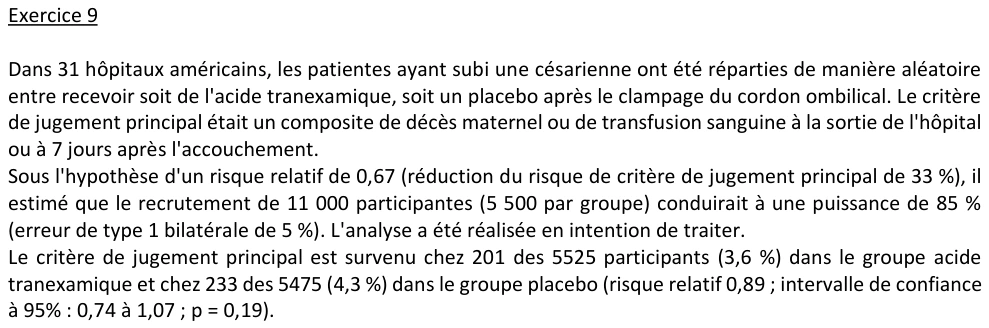 Exercice 9
Dans 31 hôpitaux américains, les patientes ayant subi une césarienne ont été réparties de manière aléatoire
entre recevoir soit de l'acide tranexamique, soit un placebo après le clampage du cordon ombilical. Le critère
de jugement principal était un composite de décès maternel ou de transfusion sanguine à la sortie de l'hôpital
ou à 7 jours après l'accouchement.
Sous l'hypothèse d'un risque relatif de 0,67 (réduction du risque de critère de jugement principal de 33 %), il
estimé que le recrutement de 11 000 participantes (5 500 par groupe) conduirait à une puissance de 85 %
(erreur de type 1 bilatérale de 5 %). L'analyse a été réalisée en intention de traiter.
Le critère de jugement principal est survenu chez 201 des 5525 participants (3,6 %) dans le groupe acide
tranexamique et chez 233 des 5475 (4,3 %) dans le groupe placebo (risque relatif 0,89 ; intervalle de confiance
à 95% : 0,74 à 1,07 ; p = 0,19).